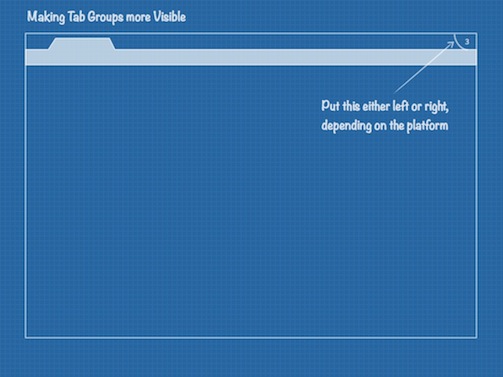 Making Tab Groups more Visible
3
Put this either left or right,
depending on the platform